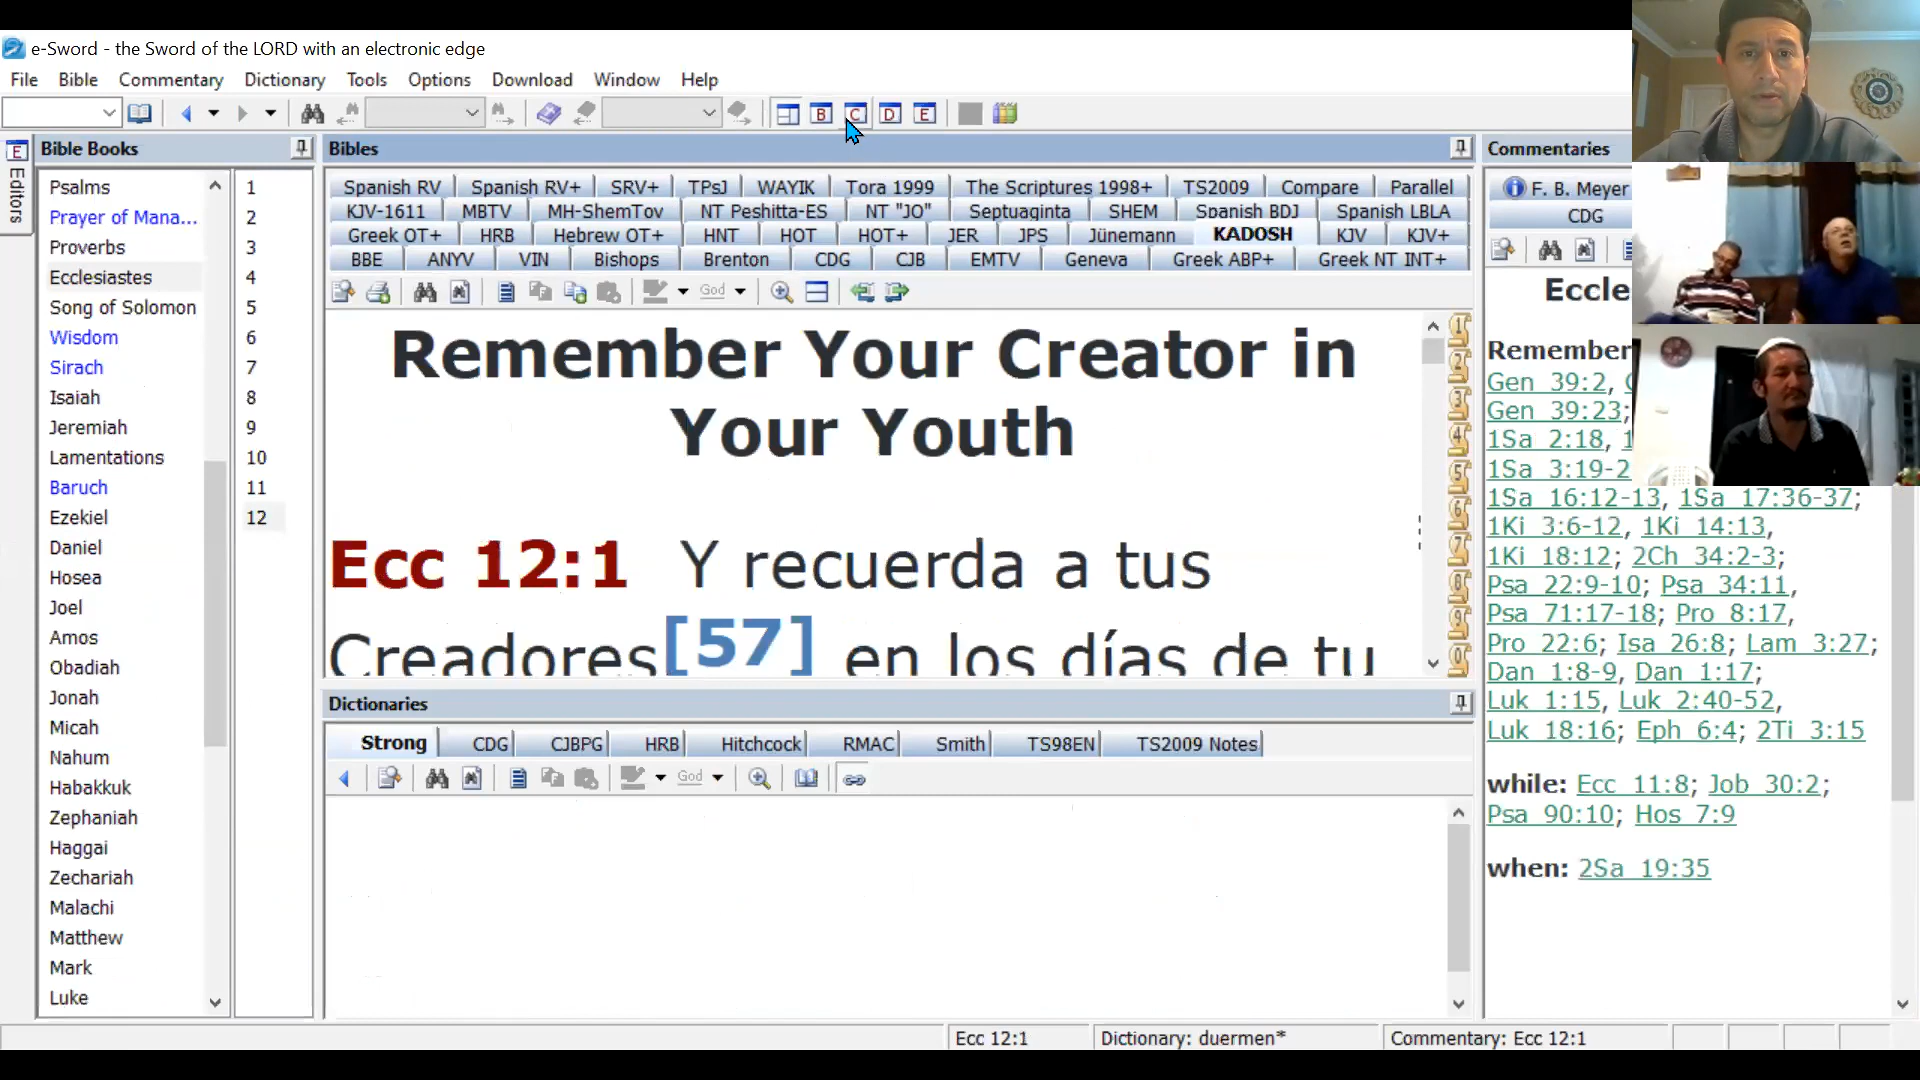 e-Sword - the Sword of the LORD with an electronic edge
File Bible Commentary Dictionary Tools Options Download Window Help
God
B C D E
Editors
Bible Books
Psalms
Prayer of Mana...
Proverbs
Ecclesiastes
Song of Solomon
Wisdom
Sirach
Isaiah
Jeremiah
Lamentations
Baruch
Ezekiel
Daniel
Hosea
Joel
Amos
Obadiah
Jonah
Micah
Nahum
Habakkuk
Zephaniah
Haggai
Zechariah
Malachi
Matthew
Mark
Luke
1
2
3
4
5
6
7
8
9
10
11
12
Bibles
Spanish RV Spanish RV+ SRV+ TPsJ WAYIK Tora 1999 The Scriptures 1998+ TS2009 Compare Parallel
KJV-1611 MBTV MH-ShemTov NT Peshitta-ES NT "JO" Septuaginta SHEM Spanish BDJ Spanish LBLA
Greek OT+ HRB Hebrew OT+ HNT HOT HOT+ JER JPS Jünemann KADOSH KJV KJV+
BBE ANYV VIN Bishops Brenton CDG CJB EMTV Geneva Greek ABP+ Greek NT INT+
Remember Your Creator in
Your Youth
Ecc 12:1 Y recuerda a tus
Creadores[57] en los días de tu
1
2
3
4
5
6
7
8
9
0
Dictionaries
Strong CDG CJBPG HRB Hitchcock RMAC Smith TS98EN TS2009 Notes
God
Commentaries
F. B. Meyer
CDG
Eccle
Remember
Gen 39:2,
Gen 39:23;
1Sa 2:18,
1Sa 3:19-2
1Sa 16:12-13, 1Sa 17:36-37;
1Ki 3:6-12, 1Ki 14:13,
1Ki 18:12; 2Ch 34:2-3;
Psa 22:9-10; Psa 34:11,
Psa 71:17-18; Pro 8:17,
Pro 22:6; Isa 26:8; Lam 3:27;
Dan 1:8-9, Dan 1:17;
Luk 1:15, Luk 2:40-52,
Luk 18:16; Eph 6:4; 2Ti 3:15
while: Ecc 11:8; Job 30:2;
Psa 90:10; Hos 7:9
when: 2Sa 19:35
Ecc 12:1
Dictionary: duermen*
Commentary: Ecc 12:1